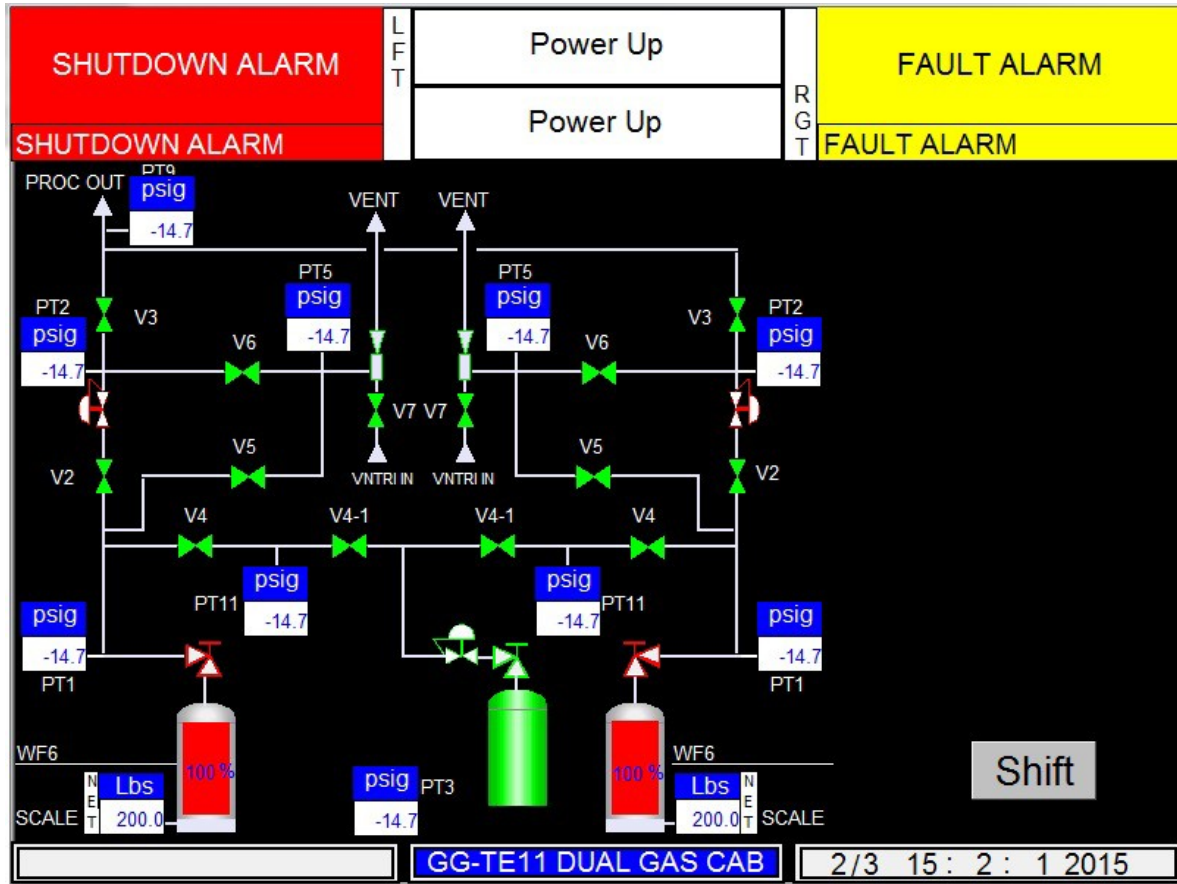 SHUTDOWN ALARM
LFT
Power Up
FAULT ALARM
Power Up
RGT
SHUTDOWN ALARM
FAULT ALARM
PROC OUT
PT9
psig
-14.7
VENT
VENT
PT5
psig
-14.7
PT5
psig
-14.7
PT2
psig
-14.7
V3
V3
PT2
psig
-14.7
V6
V6
V7
V7
V5
V5
V2
V2
VNTRI IN
VNTRI IN
V4
V4-1
V4-1
V4
psig
-14.7
PT11
psig
-14.7
PT11
psig
-14.7
PT1
psig
-14.7
PT1
WF6
100 %
100 %
WF6
SCALE
NET
Lbs
200.0
psig
-14.7
PT3
Lbs
200.0
NET
SCALE
Shift
GG-TE11 DUAL GAS CAB
2/3 15: 2: 1 2015